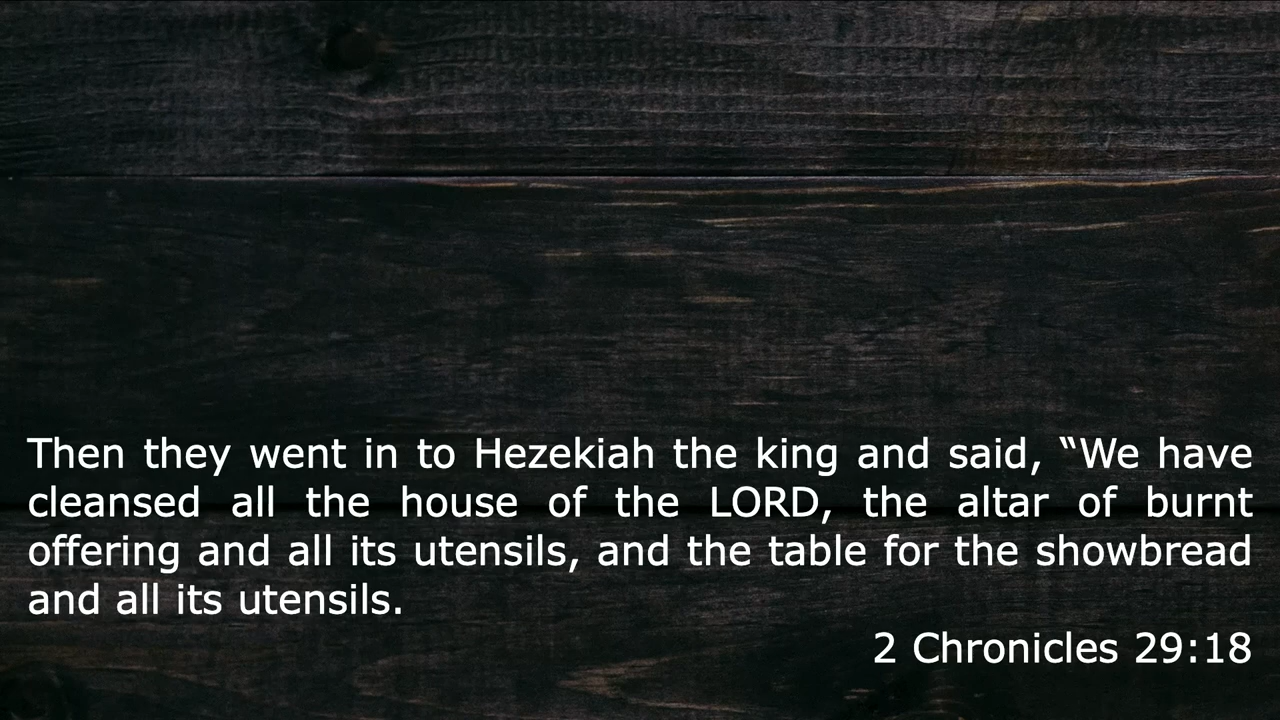 Then they went in to Hezekiah the king and said, “We have
cleansed all the house of the LORD, the altar of burnt
offering and all its utensils, and the table for the showbread
and all its utensils.
2 Chronicles 29:18